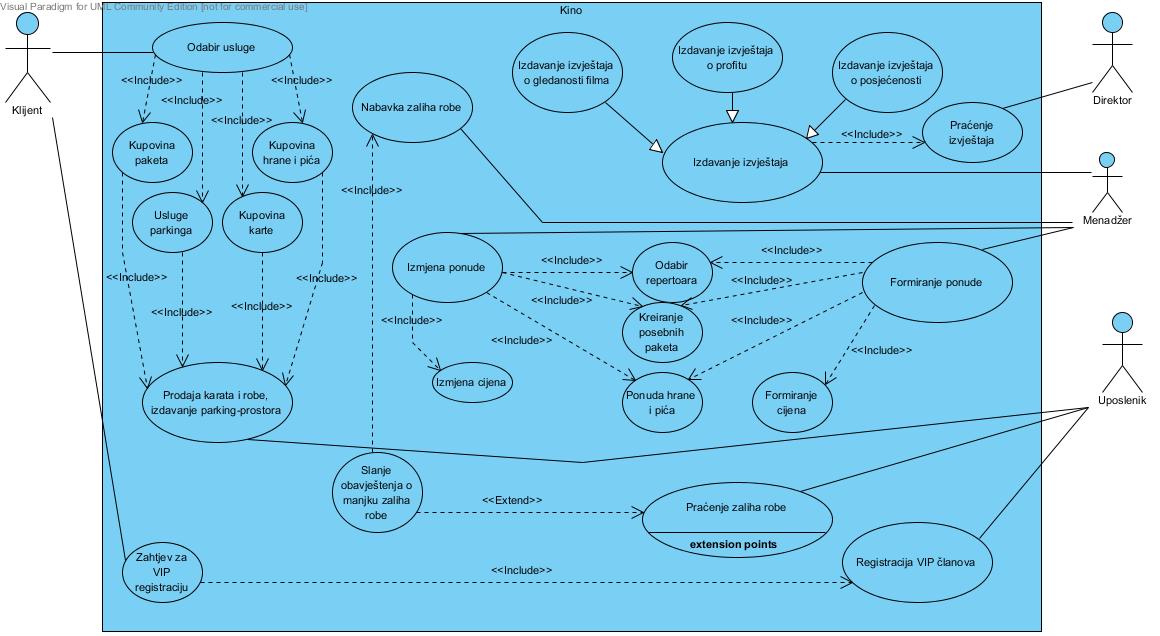 Visual Paradigm for UML Community Edition [not for commercial use]
Kino
Klijent
Odabir usluge
<<Include>>
<<Include>>
<<Include>>
<<Include>>
Kupovina
paketa
Kupovina
hrane i pića
Usluge
parkinga
Kupovina
karte
<<Include>>
<<Include>>
<<Include>>
<<Include>>
Prodaja karata i robe,
izdavanje parking-prostora
Nabavka zaliha robe
<<Include>>
Izdavanje izvještaja
o gledanosti filma
Izdavanje izvještaja
o profitu
Izdavanje izvještaja
o posjećenosti
Izdavanje izvještaja
<<Include>>
Praćenje
izvještaja
Direktor
Menadžer
Izmjena ponude
<<Include>>
<<Include>>
<<Include>>
<<Include>>
Izmjena cijena
Odabir
repertoara
Kreiranje
posebnih
paketa
Ponuda hrane
i pića
<<Include>>
<<Include>>
<<Include>>
<<Include>>
Formiranje ponude
Formiranje
cijena
Uposlenik
Slanje
obavještenja o
manjku zaliha
robe
<<Extend>>
Praćenje zaliha robe
extension points
Zahtjev za
VIP
registraciju
<<Include>>
Registracija VIP članova